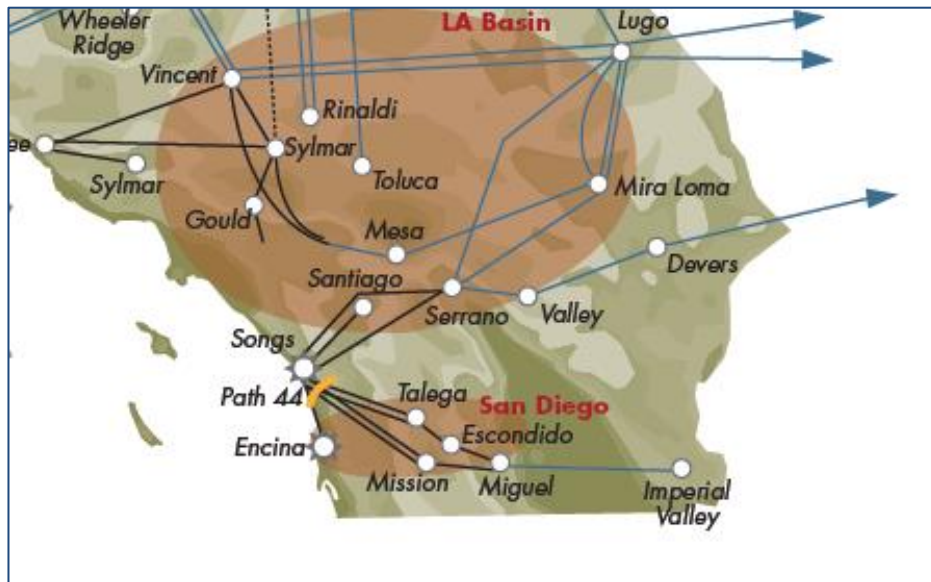 Wheeler
Ridge
LA Basin
Lugo
Vincent
Rinaldi
ee
Sylmar
Sylmar
Toluca
Mira Loma
Gould
Mesa
Devers
Santiago
Serrano
Valley
Songs
Path 44
Talega
San Diego
Escondido
Encina
Mission
Miguel
Imperial
Valley